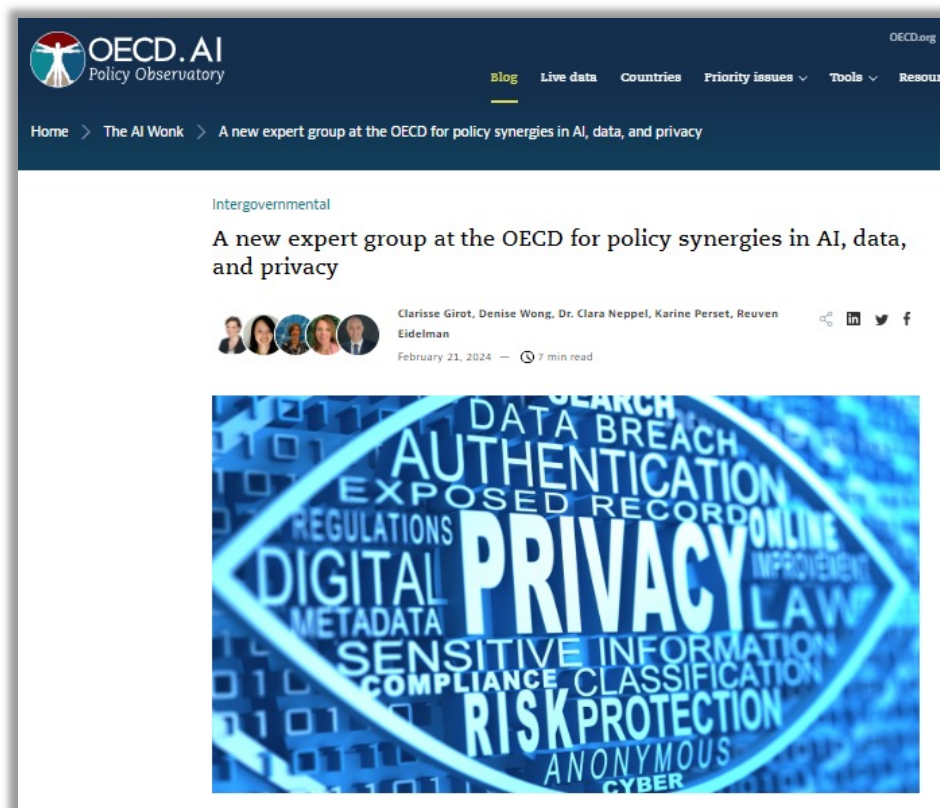 OECD.AI
Policy Observatory
OECD.org
Blog Live data Countries Priority issues Tools Resour
Home > The AI Wonk > A new expert group at the OECD for policy synergies in AI, data, and privacy
Intergovernmental
A new expert group at the OECD for policy synergies in AI, data,
and privacy
Clarisse Girot, Denise Wong, Dr. Clara Neppel, Karine Perset, Reuven
Eidelman
February 21, 2024 — 7 min read
SEARCH
DATA BREACH
AUTHENTICATION
EXPOSED RECORD
REGULATIONS
PRIVACY
ONLINE
IMPROVEMENT
DIGITAL
LAW
METADATA
SENSITIVE INFORMATION
COMPLIANCE CLASSIFICATION
RISK PROTECTION
ANONYMOUS
CYBER